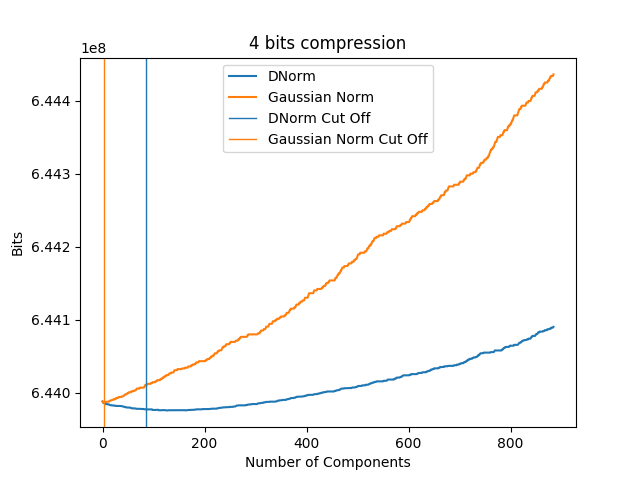 4 bits compression
1e8
6.444
6.443
6.442
6.441
6.440
Bits
DNorm
Gaussian Norm
DNorm Cut Off
Gaussian Norm Cut Off
0 200 400 600 800
Number of Components